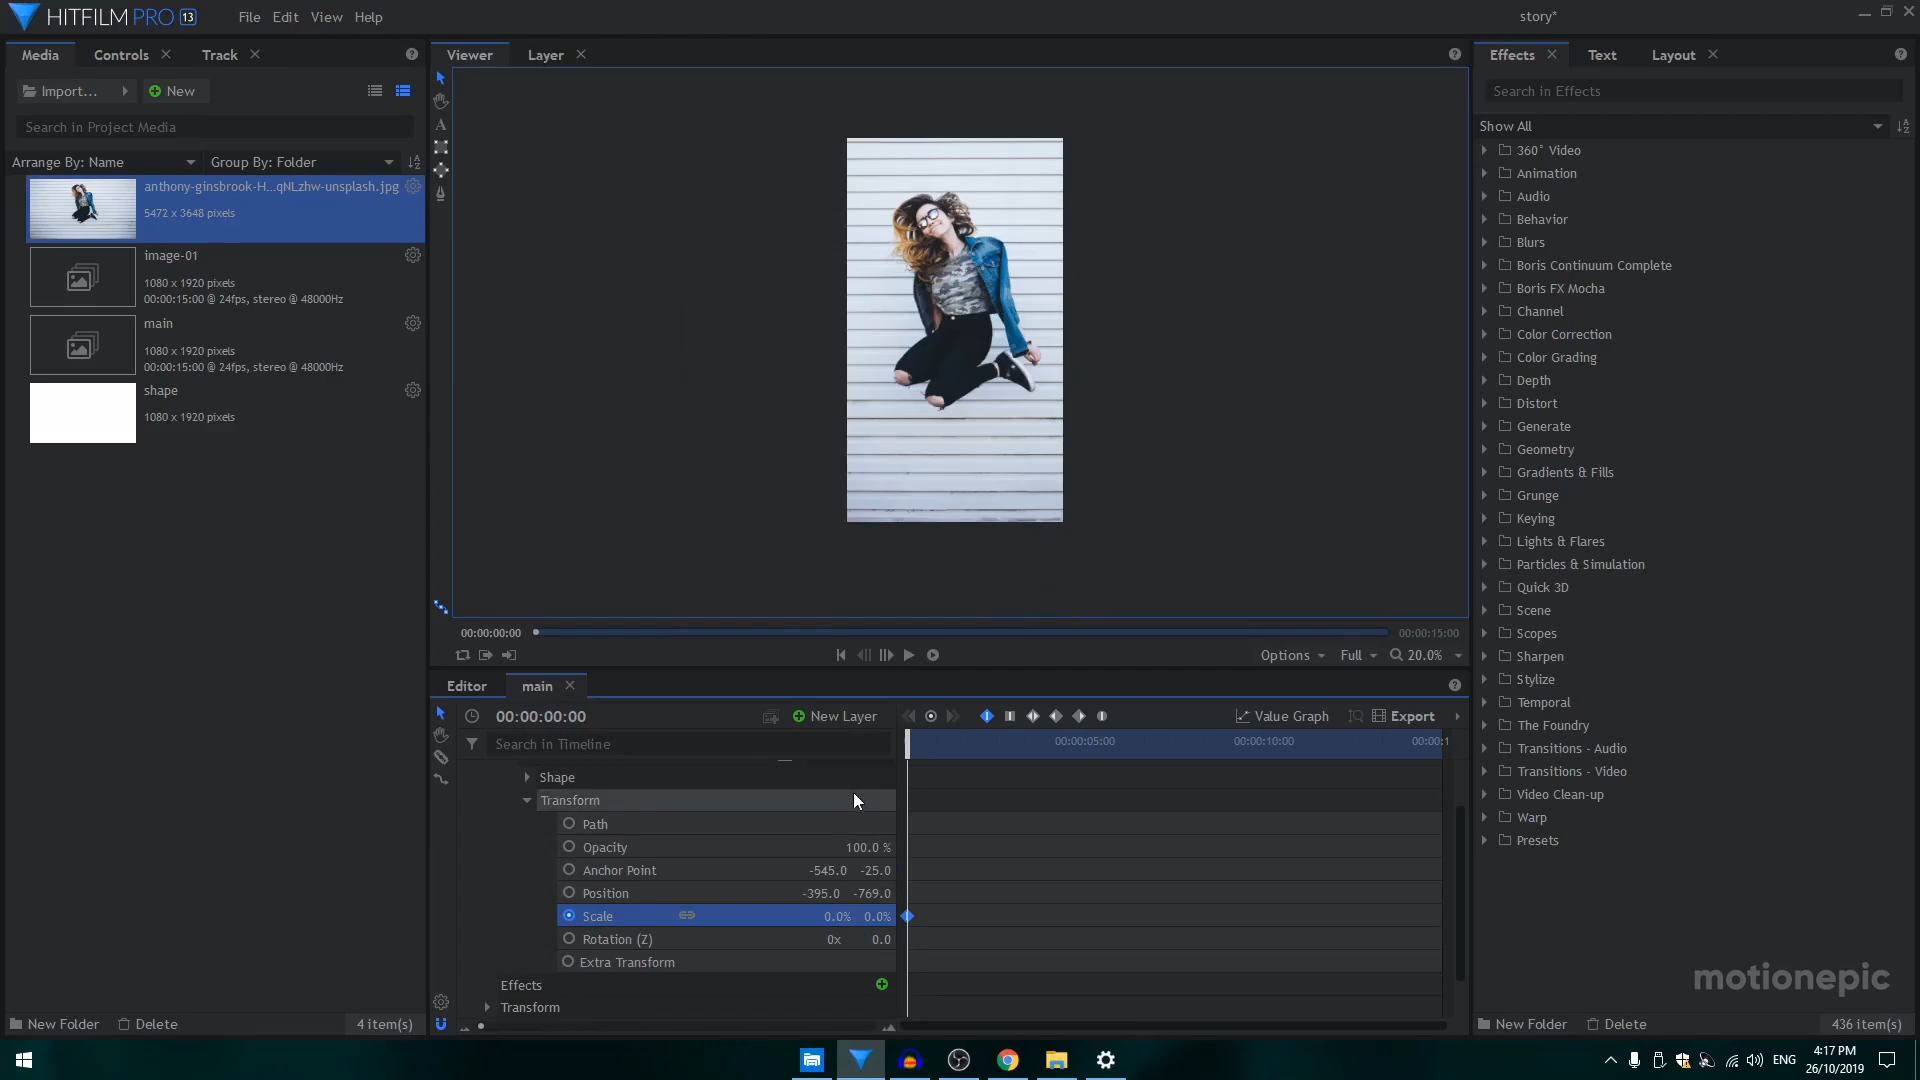 HITFILM PRO 13
File Edit View Help
story*
Media
Controls
Track
Import...
New
Search in Project Media
Arrange By: Name
Group By: Folder
anthony-ginsbrook-H...qNLzhw-unsplash.jpg
5472 x 3648 pixels
image-01
1080 x 1920 pixels
00:00:15:00 @ 24fps, stereo @ 48000Hz
main
1080 x 1920 pixels
00:00:15:00 @ 24fps, stereo @ 48000Hz
shape
1080 x 1920 pixels
New Folder
Delete
4 item(s)
Viewer
Layer
00:00:00:00
00:00:15:00
Options
Full
20.0%
Editor
main
00:00:00:00
New Layer
Value Graph
Export
Search in Timeline
00:00:05:00
00:00:10:00
00:00:1
Shape
Transform
Path
Opacity 100.0 %
Anchor Point -545.0 -25.0
Position -395.0 -769.0
Scale 0.0% 0.0%
Rotation (Z) 0x 0.0
Extra Transform
Effects
Transform
Effects
Text
Layout
Search in Effects
Show All
360° Video
Animation
Audio
Behavior
Blurs
Boris Continuum Complete
Boris FX Mocha
Channel
Color Correction
Color Grading
Depth
Distort
Generate
Geometry
Gradients & Fills
Grunge
Keying
Lights & Flares
Particles & Simulation
Quick 3D
Scene
Scopes
Sharpen
Stylize
Temporal
The Foundry
Transitions - Audio
Transitions - Video
Video Clean-up
Warp
Presets
motionepic
New Folder
Delete
436 item(s)
ENG
4:17 PM
26/10/2019